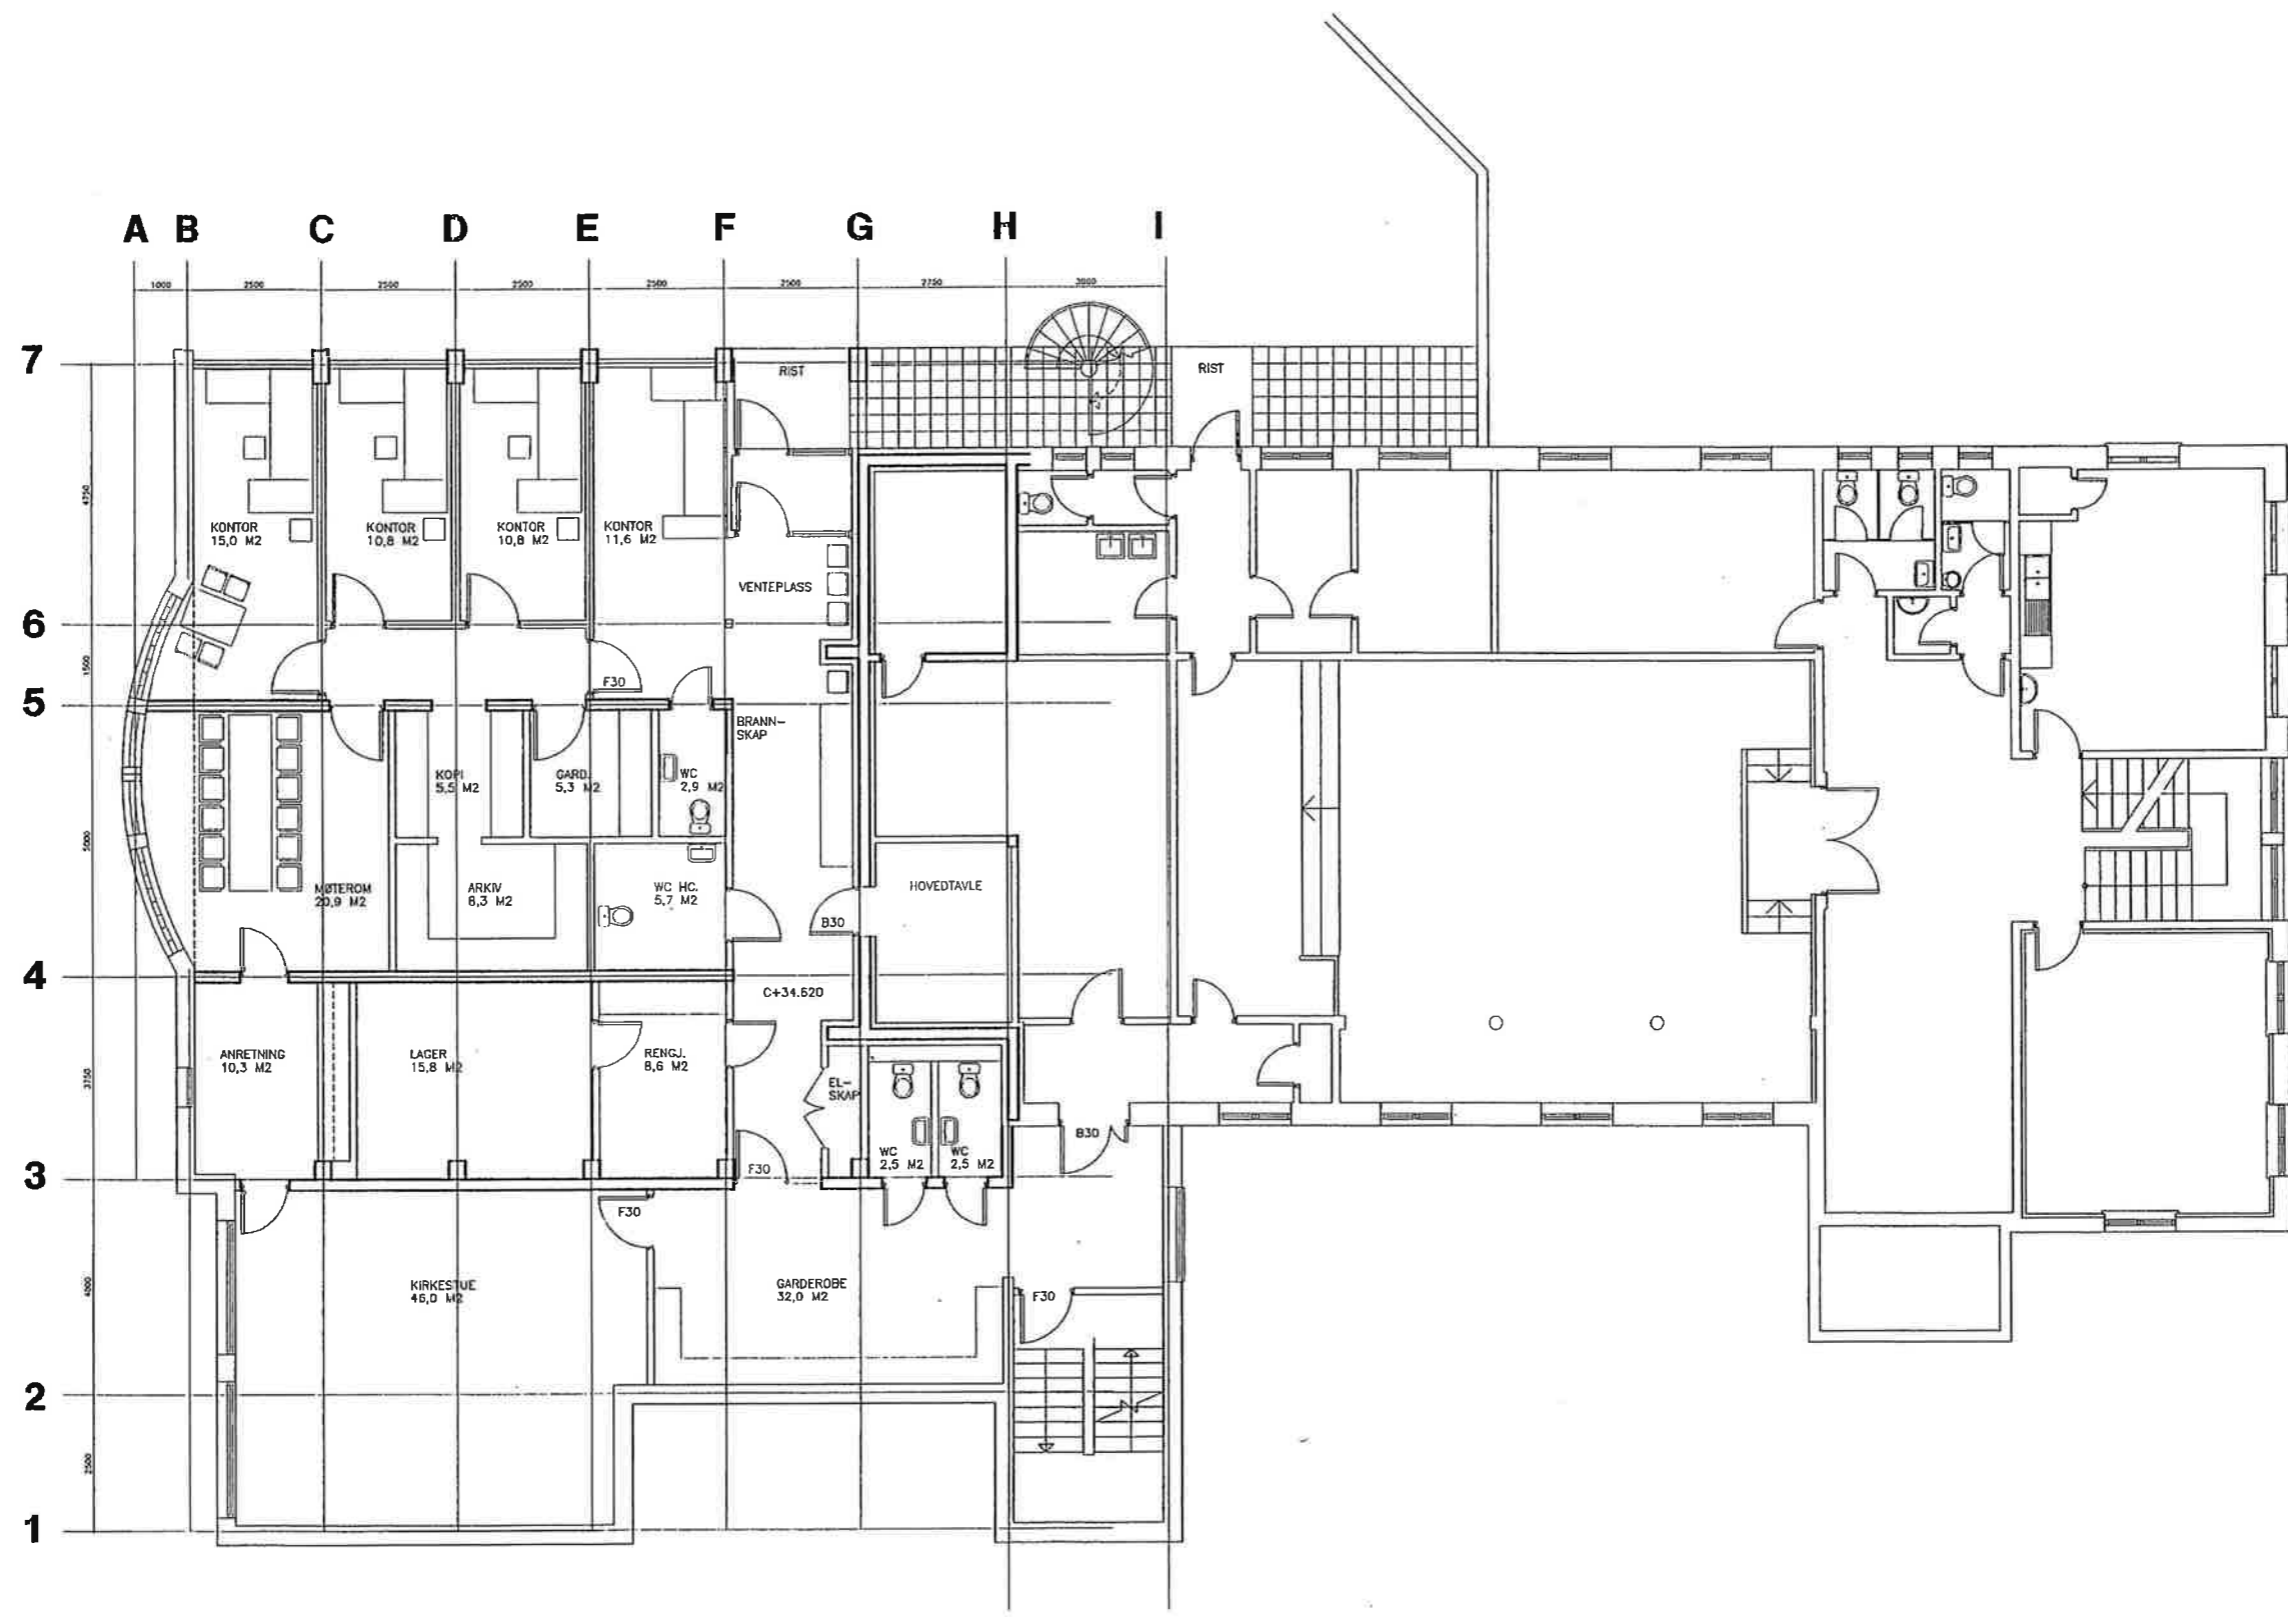 A B C D E F G H I
1000 2500 2500 2500 2500 2500 2750 3000
7
RIST
RIST
4750
KONTOR
15,0 M2
KONTOR
10,8 M2
KONTOR
10,8 M2
KONTOR
11,6 M2
VENTEPLASS
6
1500
F30
5
BRANN-
SKAP
KOPI
5,5 M2
GARD.
5,3 M2
WC
2,9 M2
5000
MØTEROM
20,9 M2
ARKIV
8,3 M2
WC HC.
5,7 M2
HOVEDTAVLE
B30
4
C+34.520
ANRETNING
10,3 M2
LAGER
15,8 M2
RENGJ.
8,6 M2
3750
EL-
SKAP
B30
WC
2,5 M2
WC
2,5 M2
3
F30
F30
4000
KIRKESTUE
46,0 M2
GARDEROBE
32,0 M2
F30
2
2500
1